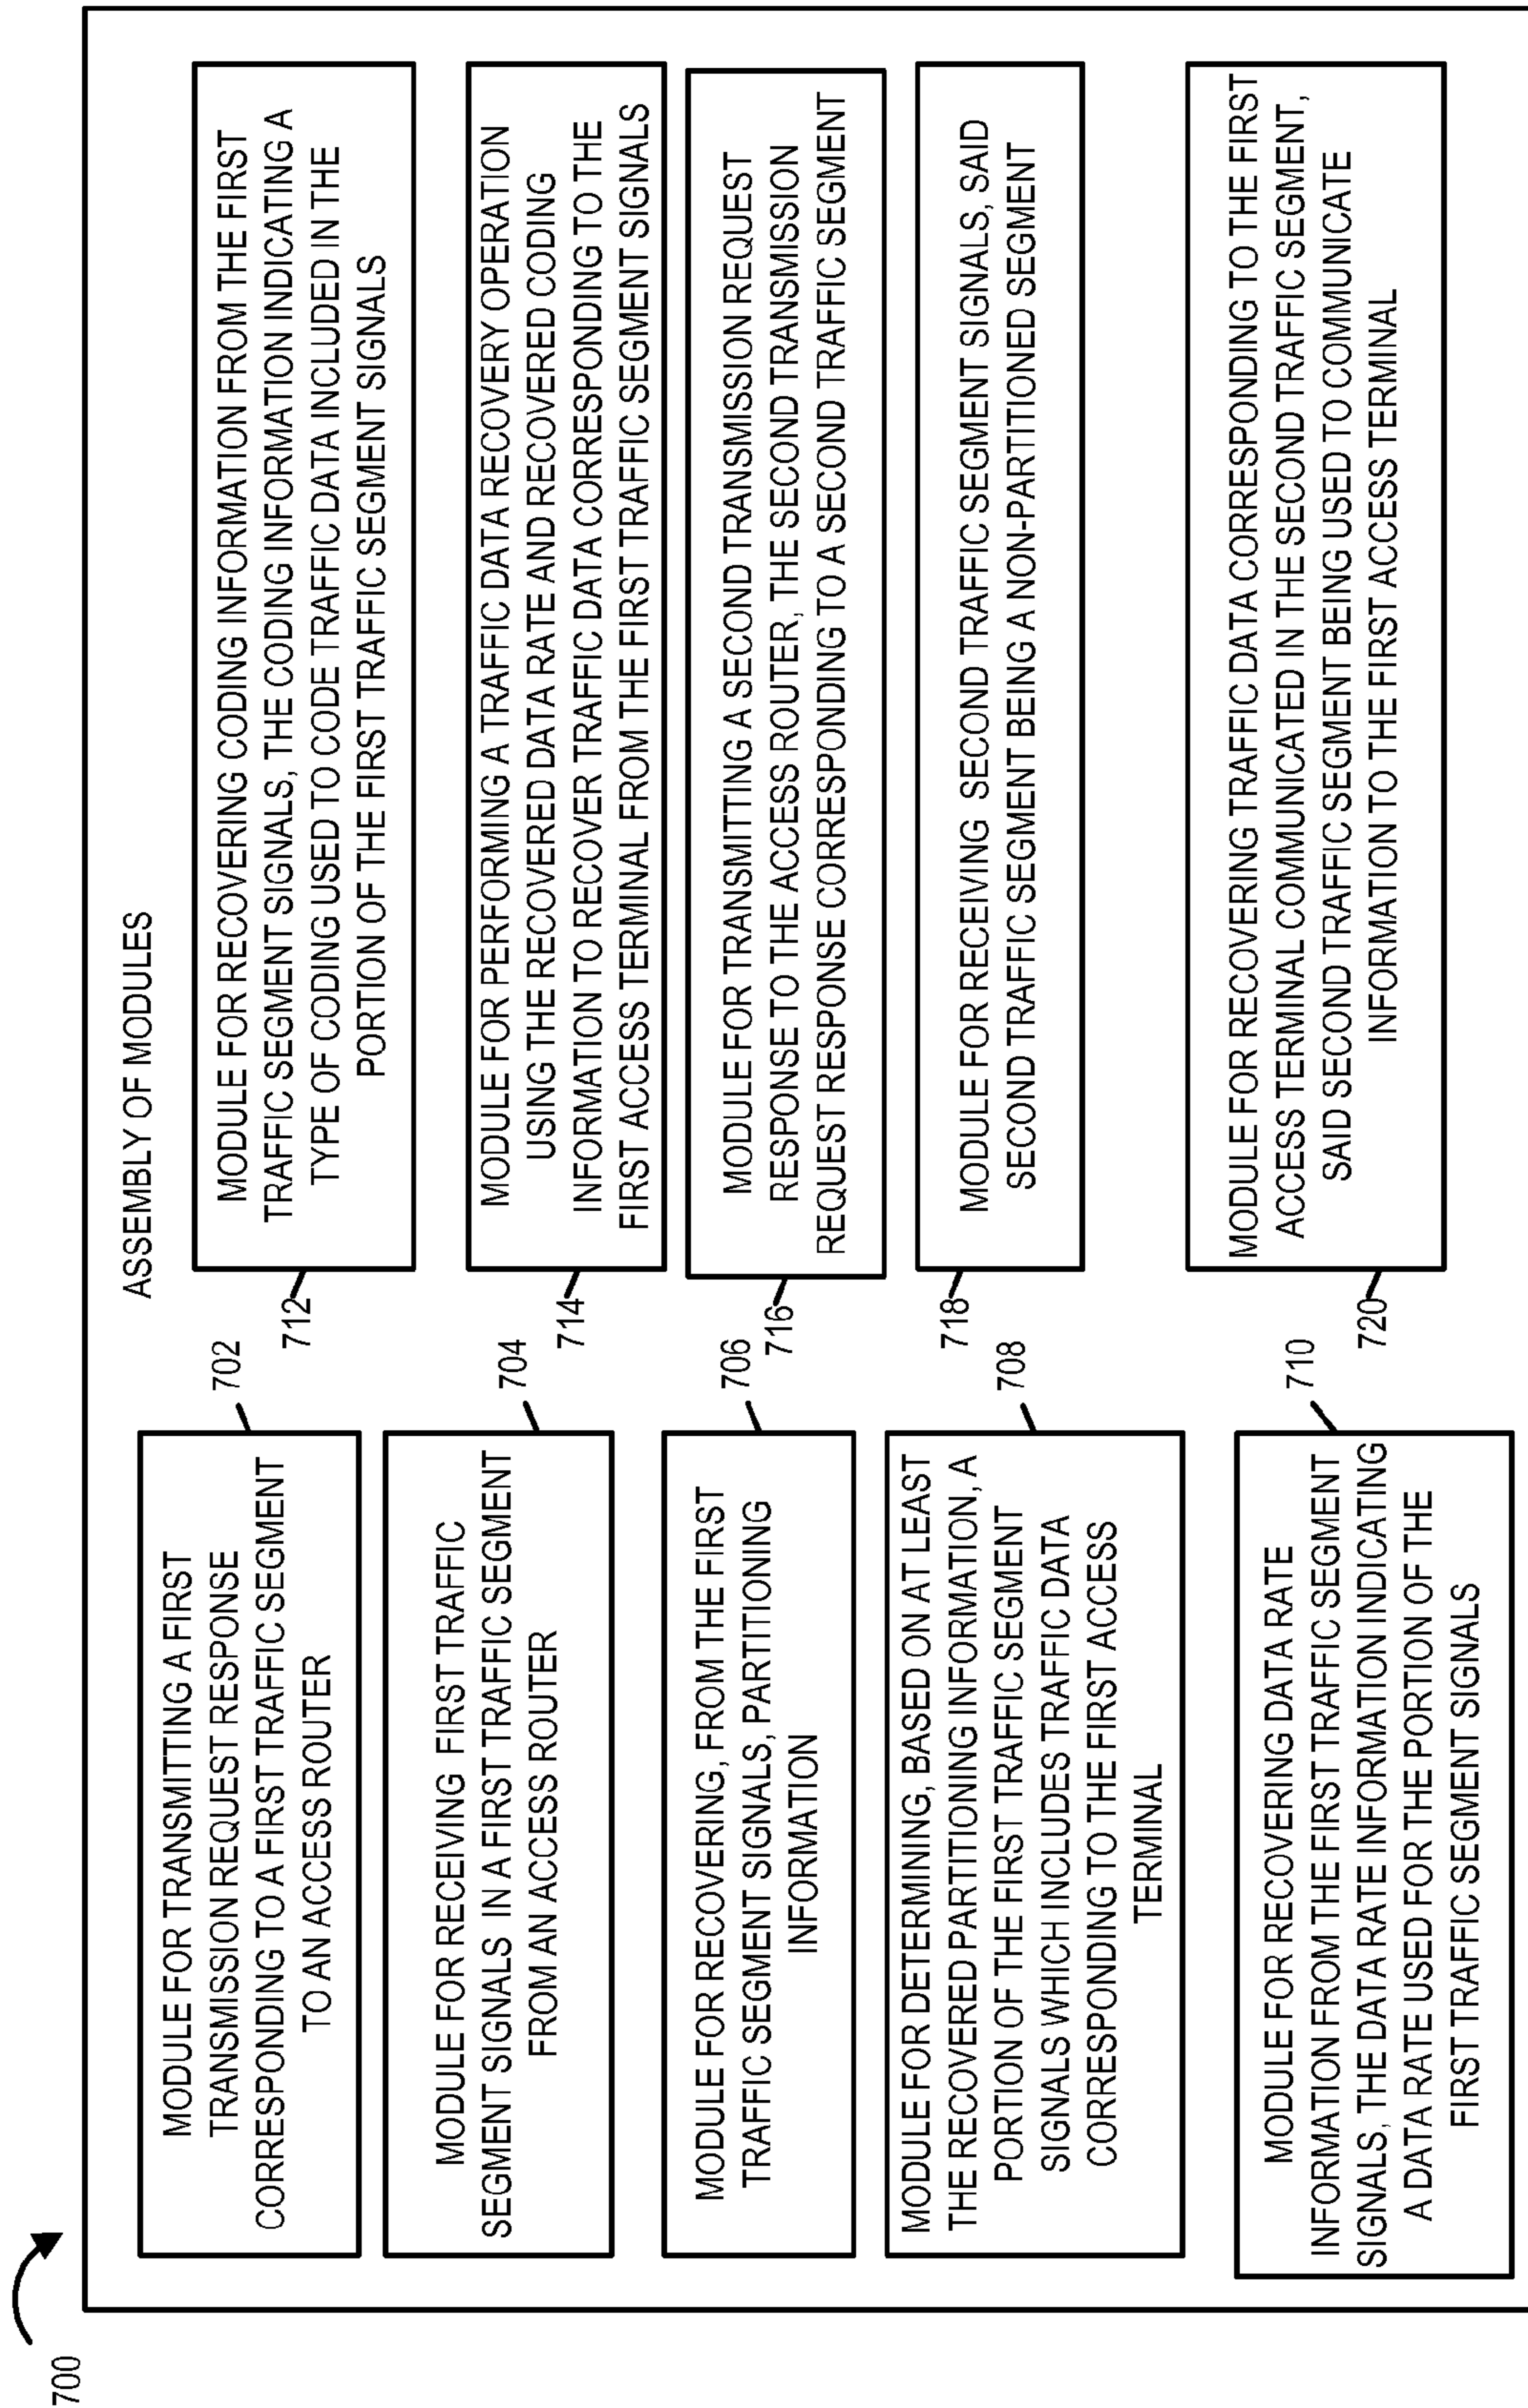 700
ASSEMBLY OF MODULES
702
MODULE FOR TRANSMITTING A FIRST
TRANSMISSION REQUEST RESPONSE
CORRESPONDING TO A FIRST TRAFFIC SEGMENT
TO AN ACCESS ROUTER
704
MODULE FOR RECEIVING FIRST TRAFFIC
SEGMENT SIGNALS IN A FIRST TRAFFIC SEGMENT
FROM AN ACCESS ROUTER
706
MODULE FOR RECOVERING, FROM THE FIRST
TRAFFIC SEGMENT SIGNALS, PARTITIONING
INFORMATION
708
MODULE FOR DETERMINING, BASED ON AT LEAST
THE RECOVERED PARTITIONING INFORMATION, A
PORTION OF THE FIRST TRAFFIC SEGMENT
SIGNALS WHICH INCLUDES TRAFFIC DATA
CORRESPONDING TO THE FIRST ACCESS
TERMINAL
710
MODULE FOR RECOVERING DATA RATE
INFORMATION FROM THE FIRST TRAFFIC SEGMENT
SIGNALS, THE DATA RATE INFORMATION INDICATING
A DATA RATE USED FOR THE PORTION OF THE
FIRST TRAFFIC SEGMENT SIGNALS
712
MODULE FOR RECOVERING CODING INFORMATION FROM THE FIRST
TRAFFIC SEGMENT SIGNALS, THE CODING INFORMATION INDICATING A
TYPE OF CODING USED TO CODE TRAFFIC DATA INCLUDED IN THE
PORTION OF THE FIRST TRAFFIC SEGMENT SIGNALS
714
MODULE FOR PERFORMING A TRAFFIC DATA RECOVERY OPERATION
USING THE RECOVERED DATA RATE AND RECOVERED CODING
INFORMATION TO RECOVER TRAFFIC DATA CORRESPONDING TO THE
FIRST ACCESS TERMINAL FROM THE FIRST TRAFFIC SEGMENT SIGNALS
716
MODULE FOR TRANSMITTING A SECOND TRANSMISSION REQUEST
RESPONSE TO THE ACCESS ROUTER, THE SECOND TRANSMISSION
REQUEST RESPONSE CORRESPONDING TO A SECOND TRAFFIC SEGMENT
718
MODULE FOR RECEIVING SECOND TRAFFIC SEGMENT SIGNALS, SAID
SECOND TRAFFIC SEGMENT BEING A NON-PARTITIONED SEGMENT
720
MODULE FOR RECOVERING TRAFFIC DATA CORRESPONDING TO THE FIRST
ACCESS TERMINAL COMMUNICATED IN THE SECOND TRAFFIC SEGMENT,
SAID SECOND TRAFFIC SEGMENT BEING USED TO COMMUNICATE
INFORMATION TO THE FIRST ACCESS TERMINAL